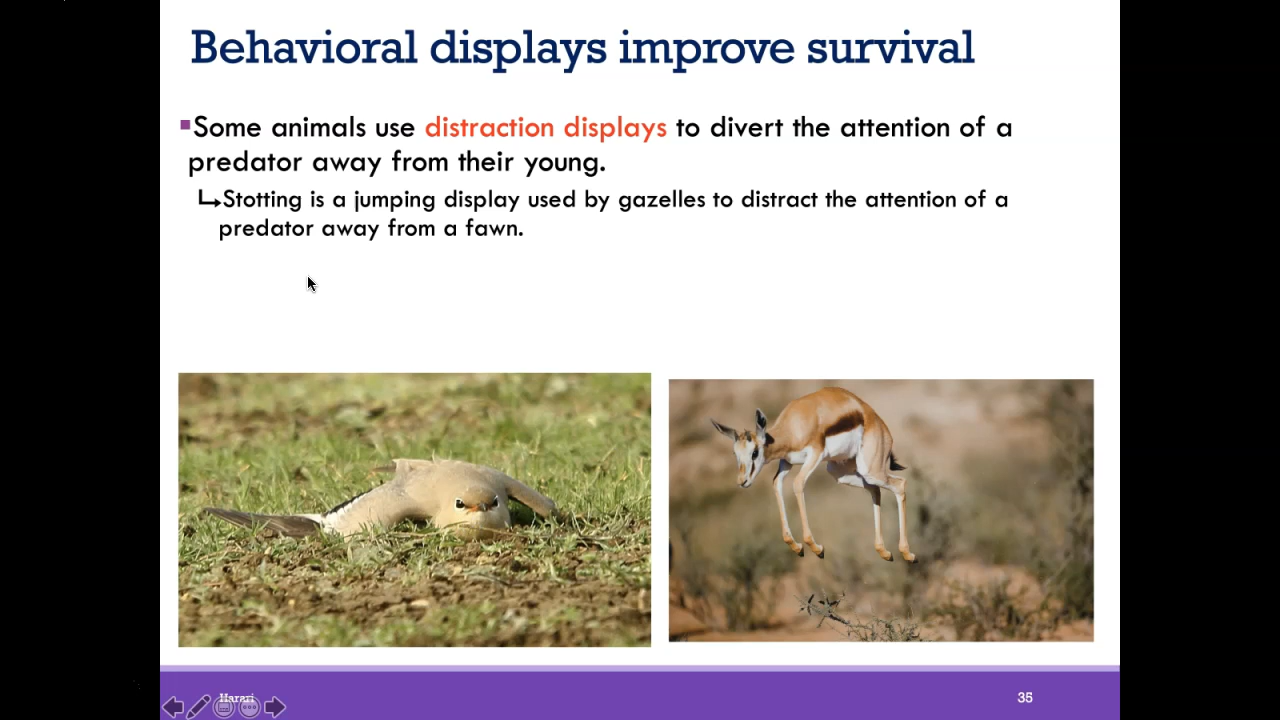 Behavioral displays improve survival
Some animals use distraction displays to divert the attention of a
predator away from their young.
Stotting is a jumping display used by gazelles to distract the attention of a
predator away from a fawn.
Harari
35